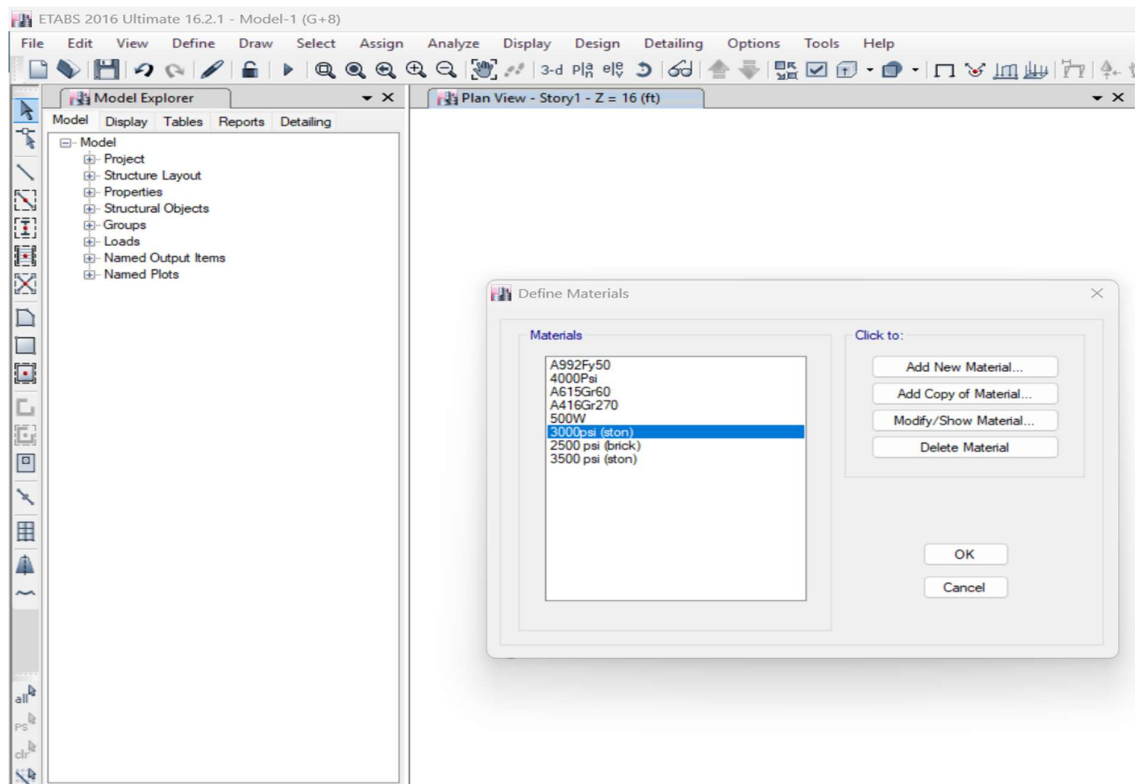 ETABS 2016 Ultimate 16.2.1 - Model-1 (G+8)
File Edit View Define Draw Select Assign Analyze Display Design Detailing Options Tools Help
3-d
Model Explorer
Plan View - Story1 - Z = 16 (ft)
Model Display Tables Reports Detailing
Model
Project
Structure Layout
Properties
Structural Objects
Groups
Loads
Named Output Items
Named Plots
Define Materials
Materials
A992Fy50
4000Psi
A615Gr60
A416Gr270
500W
3000psi (ston)
2500 psi (brick)
3500 psi (ston)
Click to:
Add New Material...
Add Copy of Material...
Modify/Show Material...
Delete Material
OK
Cancel
all
ps
clr